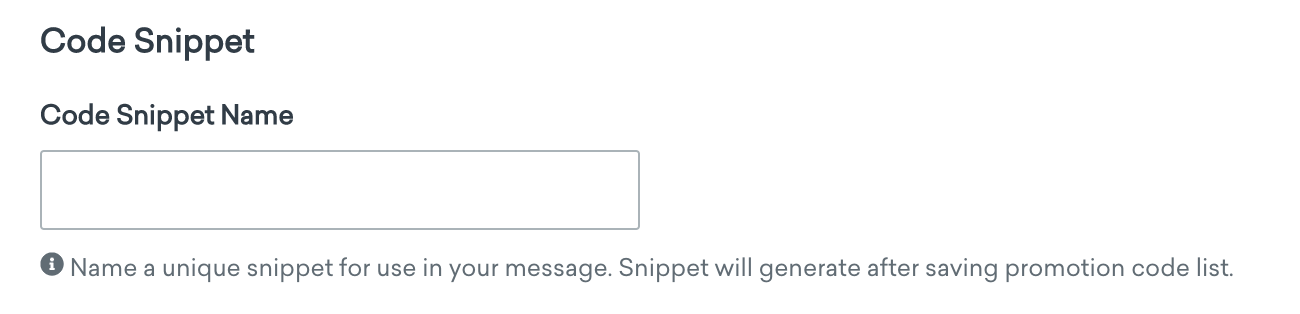 Code Snippet
Code Snippet Name
Name a unique snippet for use in your message. Snippet will generate after saving promotion code list.